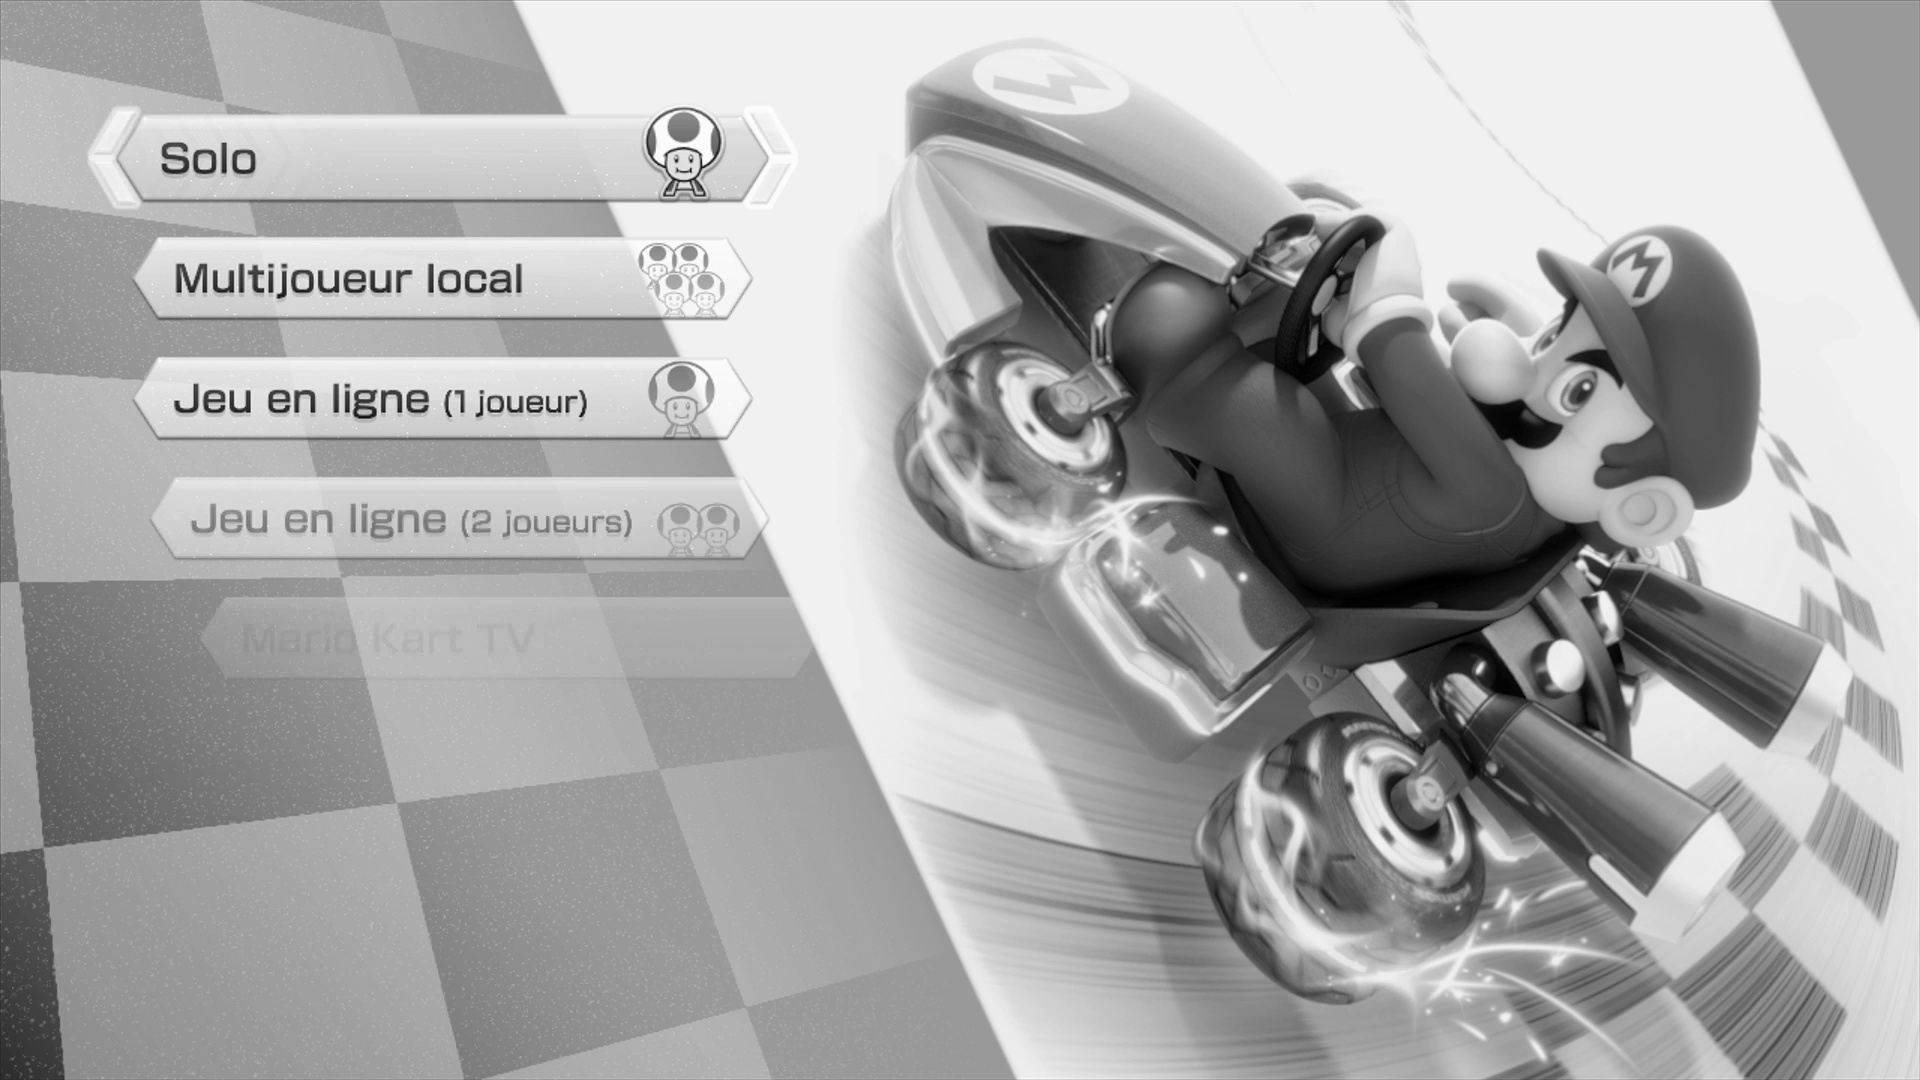 Solo
Multijoueur local
Jeu en ligne (1 joueur)
Jeu en ligne (2 joueurs)
Mario Kart TV
M
M